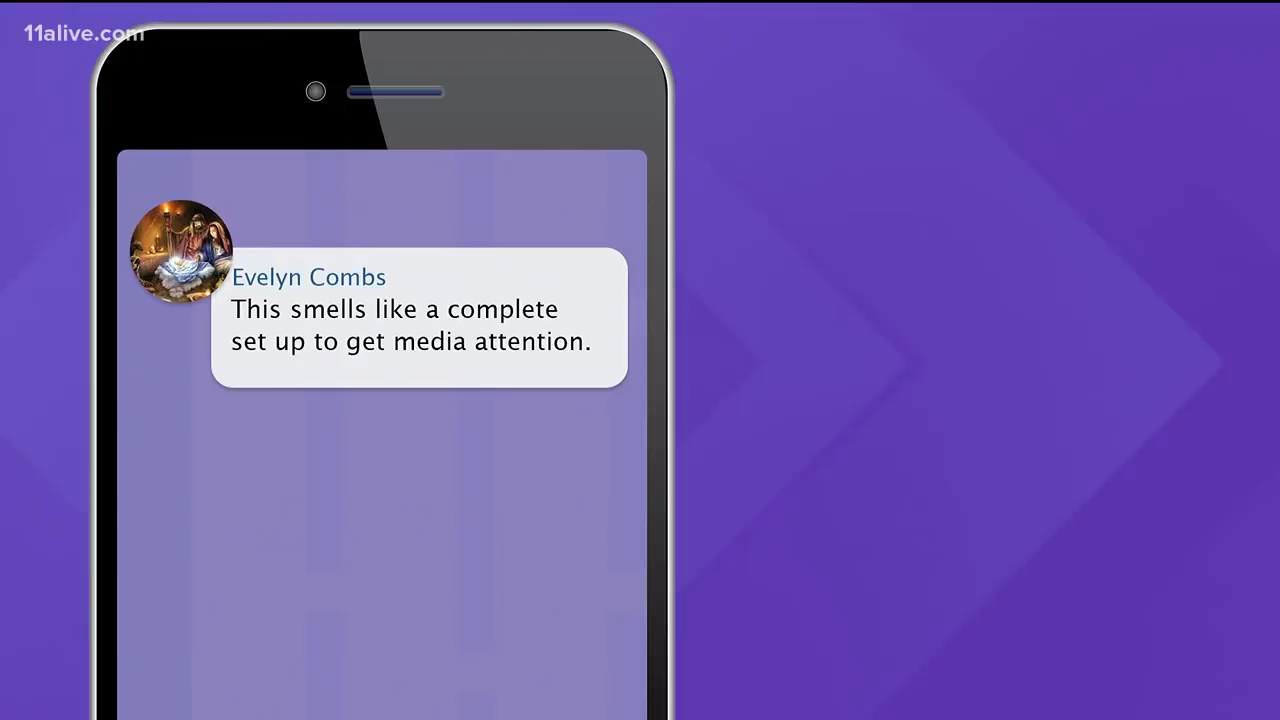 11alive.com
Evelyn Combs
This smells like a complete
set up to get media attention.